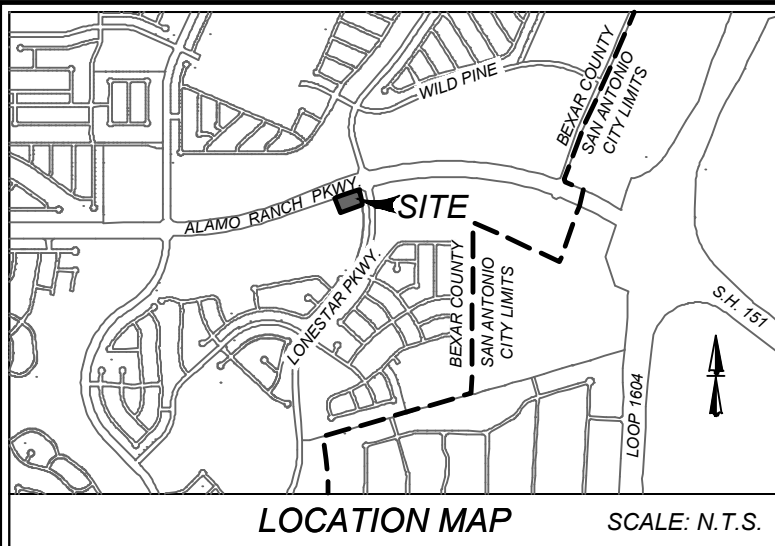 WILD PINE
BEXAR COUNTY
SAN ANTONIO
CITY LIMITS
ALAMO RANCH PKWY.
SITE
LONESTAR PKWY.
BEXAR COUNTY
SAN ANTONIO
CITY LIMITS
S.H. 151
LOOP 1604
LOCATION MAP
SCALE: N.T.S.